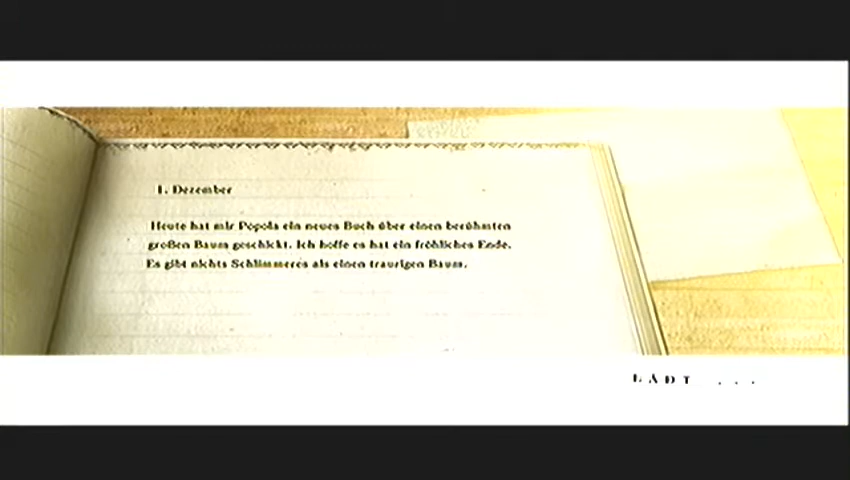 1. Dezember
Heute hat mir Popola ein neues Buch über einen berühmten
großen Baum geschickt. Ich hoffe es hat ein fröhliches Ende.
Es gibt nichts Schlimmeres als einen traurigen Baum.
LÄDT . . .